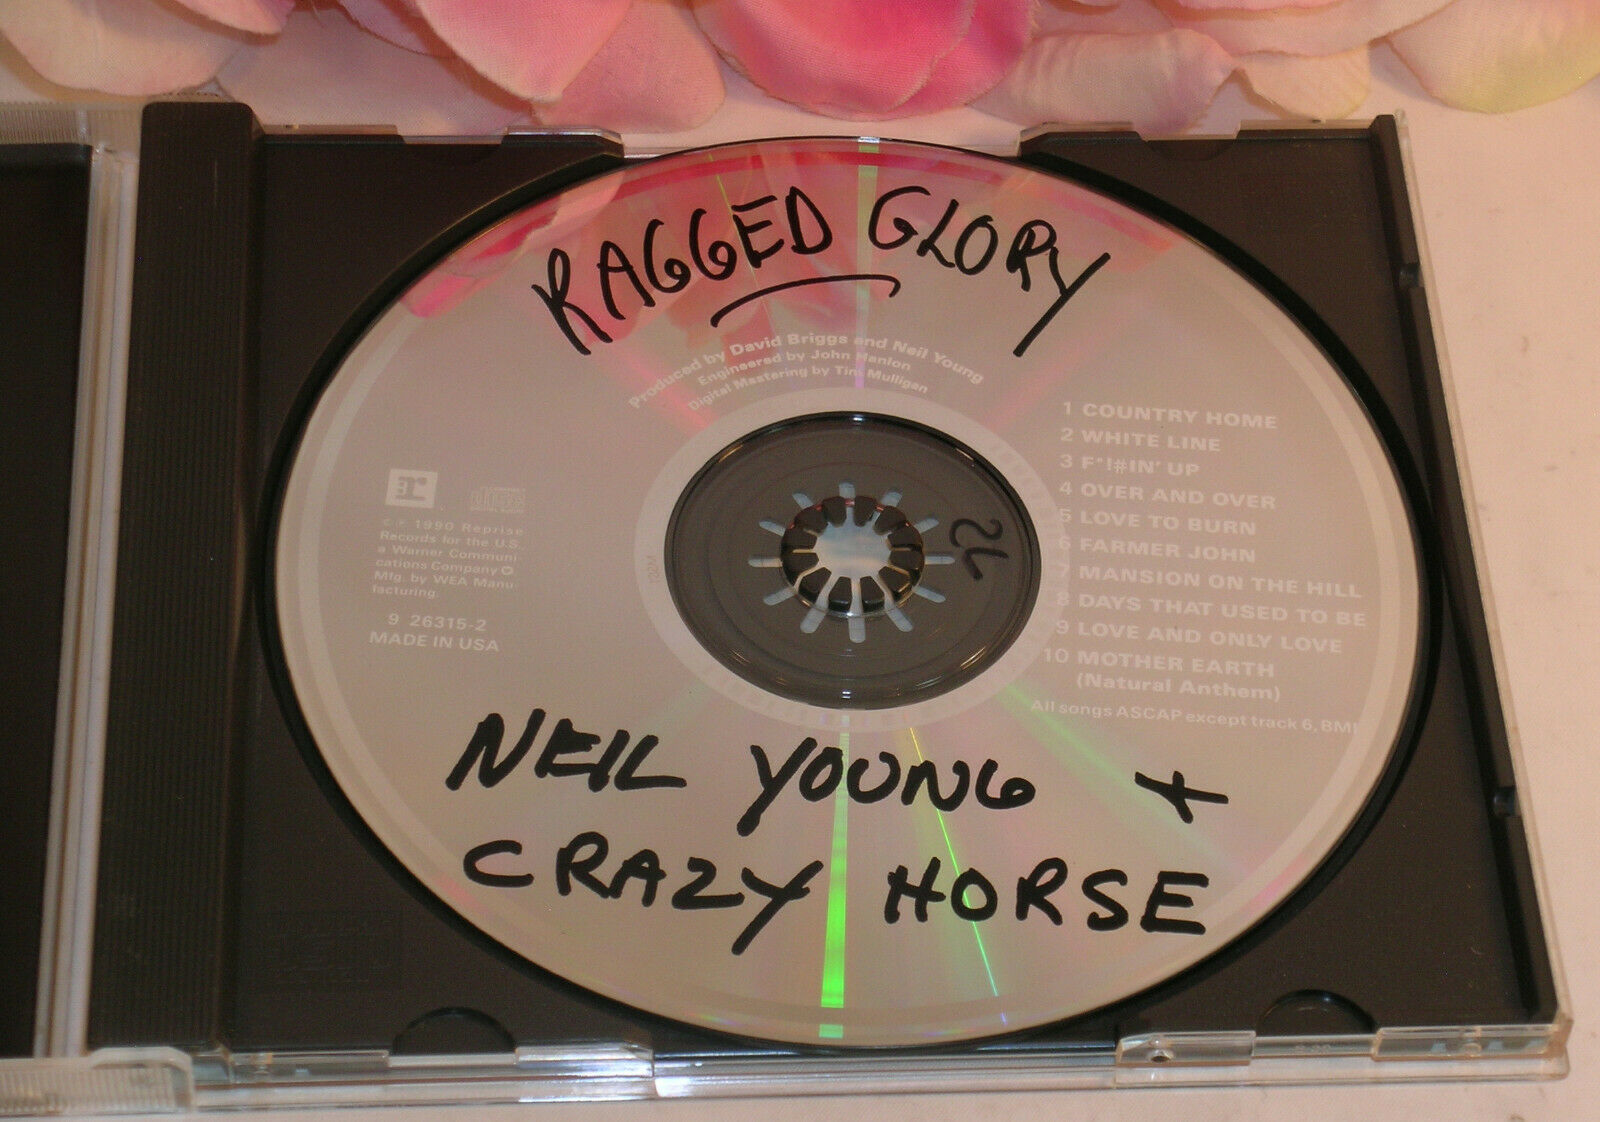 RAGGED GLORY
Produced by David Briggs and Neil Young
Engineered by John Hanlon
Digital Mastering by Tim Mulligan
1 COUNTRY HOME
2 WHITE LINE
3 F*!#IN' UP
4 OVER AND OVER
5 LOVE TO BURN
6 FARMER JOHN
7 MANSION ON THE HILL
8 DAYS THAT USED TO BE
9 LOVE AND ONLY LOVE
10 MOTHER EARTH
(Natural Anthem)
All songs ASCAP except track 6, BMI
r
COMPACT
disc
DIGITAL AUDIO
© ℗ 1990 Reprise
Records for the U.S.
a Warner Communi-
cations Company
Mfg. by WEA Manu-
facturing.
9 26315-2
MADE IN USA
NEIL YOUNG +
CRAZY HORSE